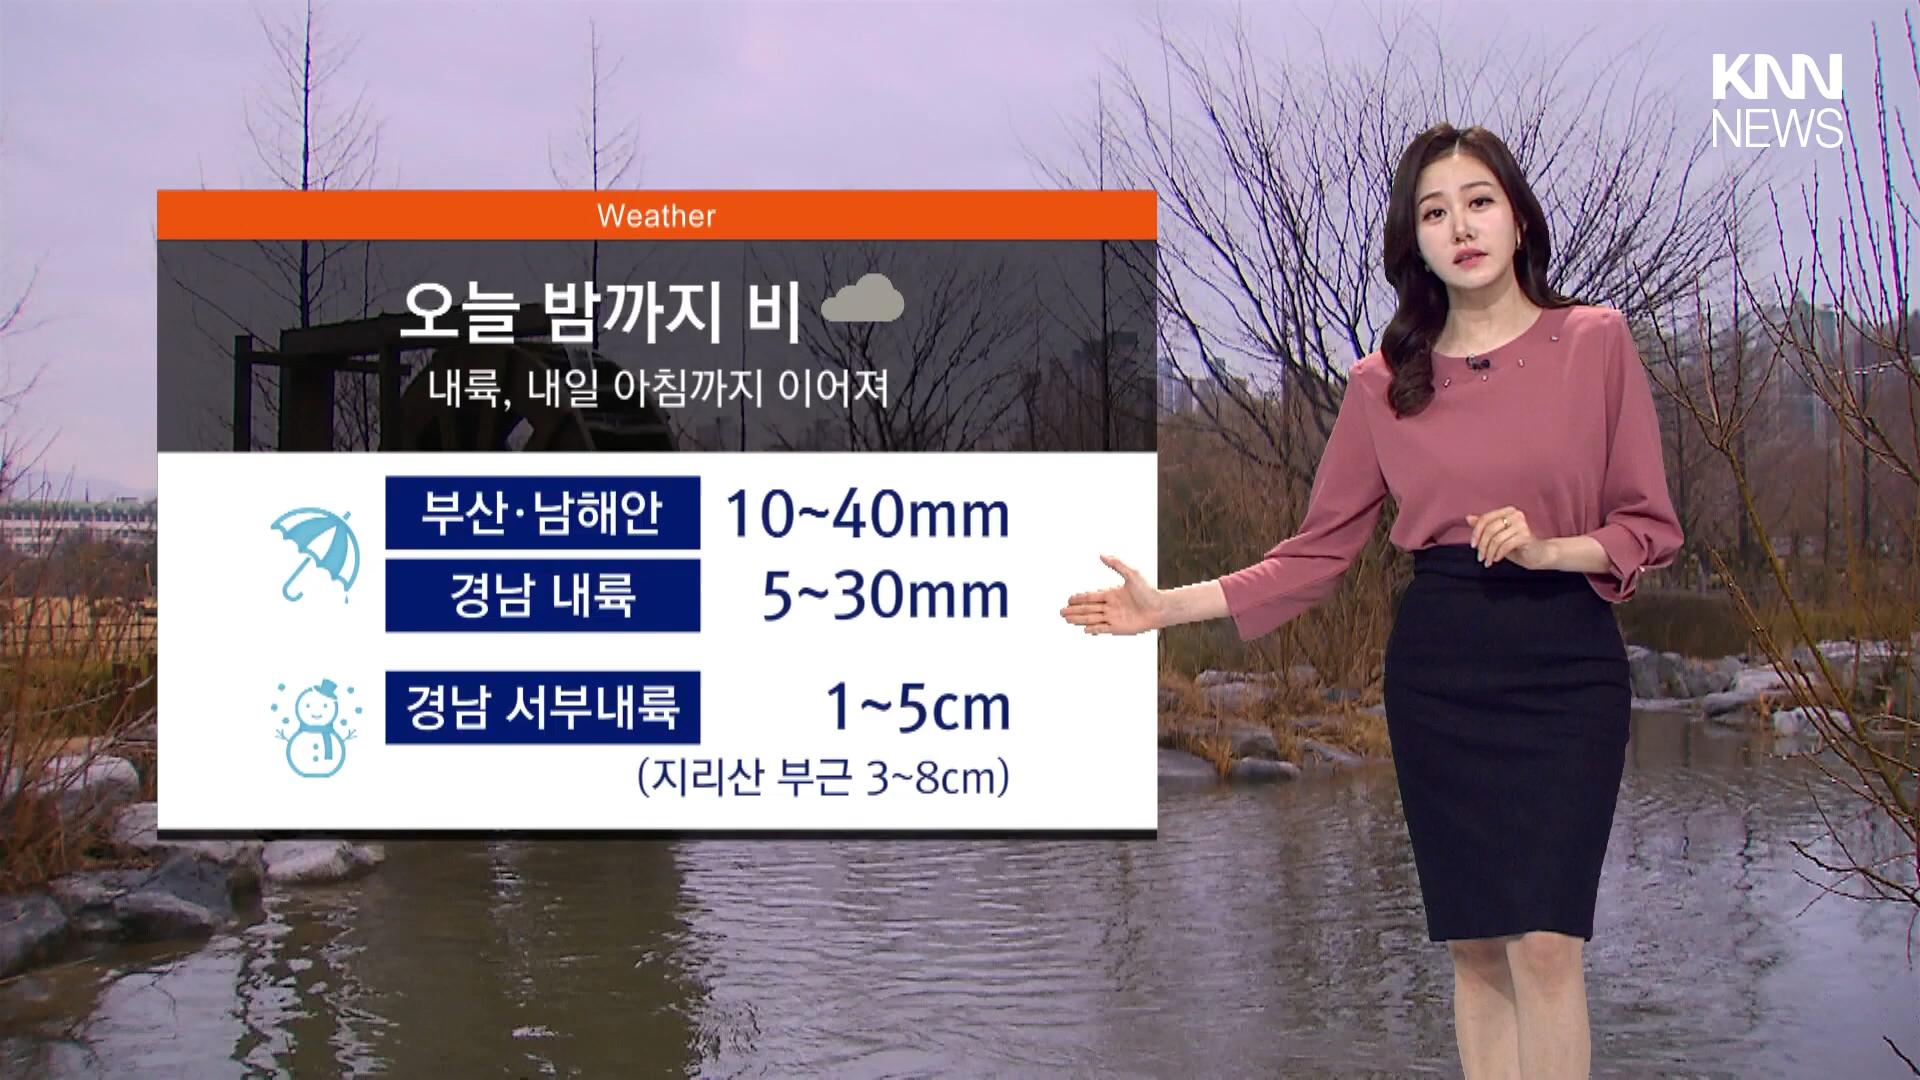 KNN
NEWS
Weather
오늘 밤까지 비
내륙, 내일 아침까지 이어져
부산·남해안 10~40mm
경남 내륙 5~30mm
경남 서부내륙 1~5cm
(지리산 부근 3~8cm)